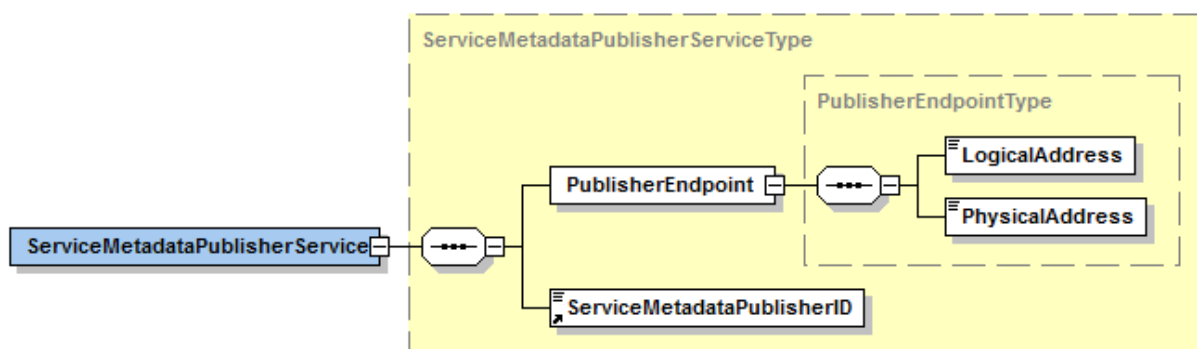 ServiceMetadataPublisherServiceType
PublisherEndpointType
LogicalAddress
PublisherEndpoint
PhysicalAddress
ServiceMetadataPublisherService
ServiceMetadataPublisherID